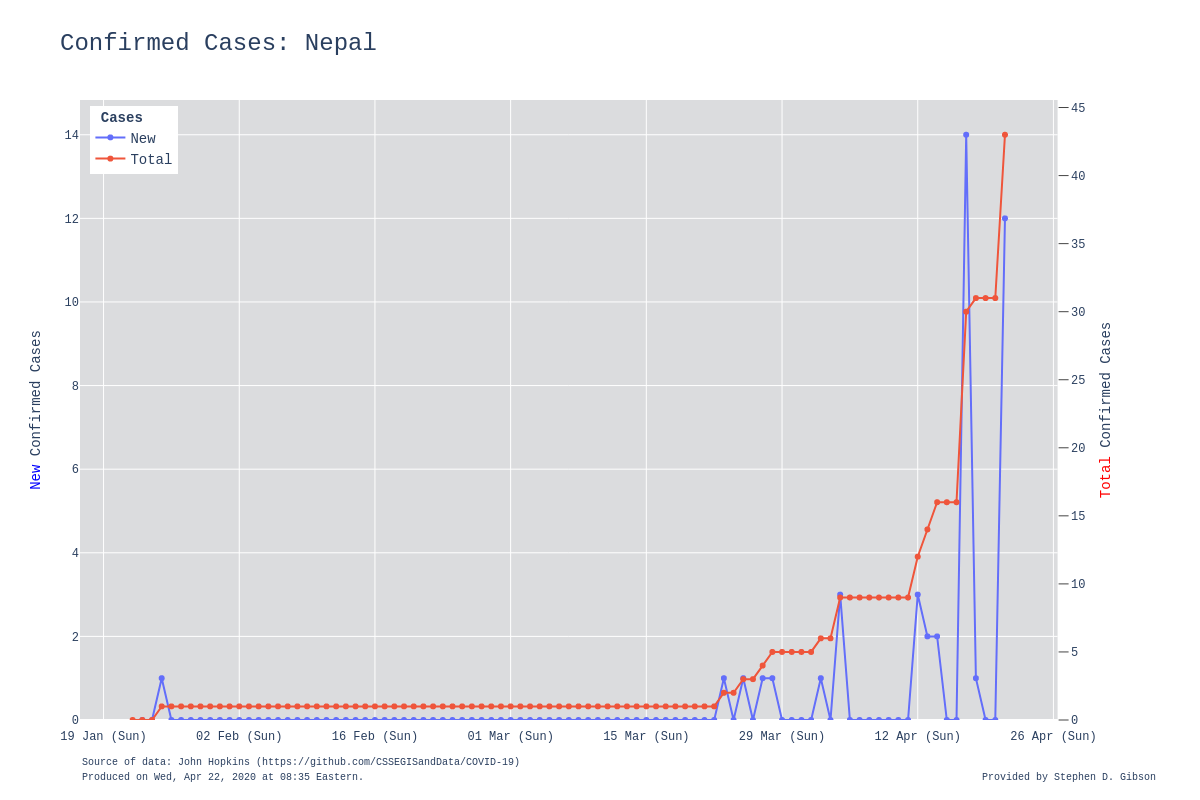 Confirmed Cases: Nepal
Cases
New
Total
14
12
10
8
6
4
2
0
45
40
35
30
25
20
15
10
5
0
New Confirmed Cases
Total Confirmed Cases
19 Jan (Sun) 02 Feb (Sun) 16 Feb (Sun) 01 Mar (Sun) 15 Mar (Sun) 29 Mar (Sun) 12 Apr (Sun) 26 Apr (Sun)
Source of data: John Hopkins (https://github.com/CSSEGISandData/COVID-19)
Produced on Wed, Apr 22, 2020 at 08:35 Eastern.
Provided by Stephen D. Gibson